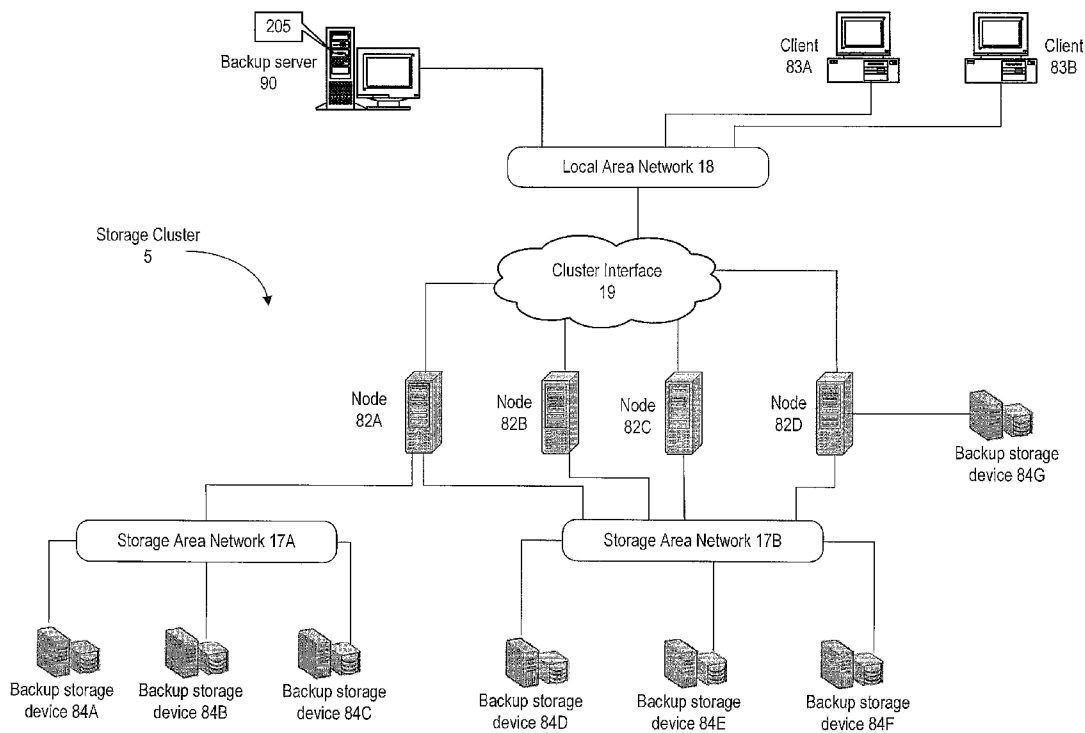 205
Backup server
90
Client
83A
Client
83B
Local Area Network 18
Storage Cluster
5
Cluster Interface
19
Node
82A
Node
82B
Node
82C
Node
82D
Backup storage
device 84G
Storage Area Network 17A
Storage Area Network 17B
Backup storage
device 84A
Backup storage
device 84B
Backup storage
device 84C
Backup storage
device 84D
Backup storage
device 84E
Backup storage
device 84F